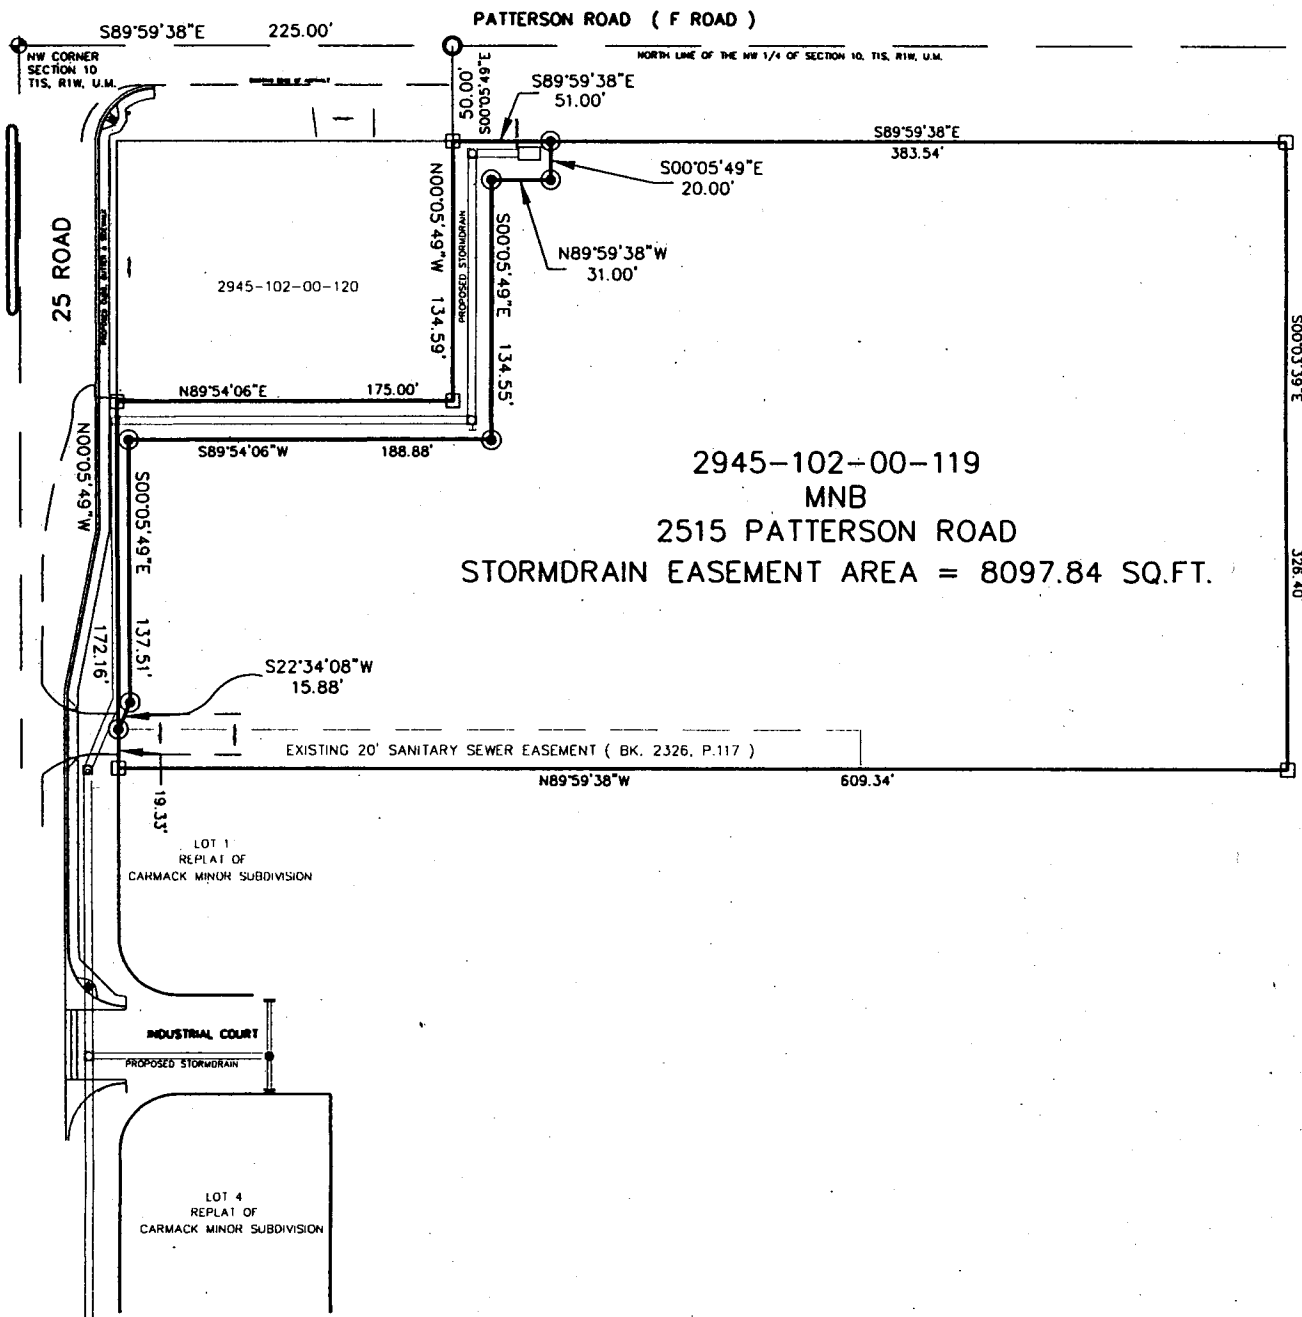 PATTERSON ROAD ( F ROAD )
S89°59'38"E 225.00'
NW CORNER
SECTION 10
T1S, R1W, U.M.
NORTH LINE OF THE NW 1/4 OF SECTION 10, T1S, R1W, U.M.
50.00'
S00°05'49"E
S89°59'38"E
51.00'
S89°59'38"E
383.54'
S00°05'49"E
20.00'
N89°59'38"W
31.00'
25 ROAD
2945-102-00-120
N00°05'49"W 134.59'
PROPOSED STORMDRAIN
S00°05'49"E 134.55'
S00°03'39"E
326.40'
N89°54'06"E 175.00'
S89°54'06"W 188.88'
N00°05'49"W
172.16'
S00°05'49"E 137.51'
2945-102-00-119
MNB
2515 PATTERSON ROAD
STORMDRAIN EASEMENT AREA = 8097.84 SQ.FT.
S22°34'08"W
15.88'
EXISTING 20' SANITARY SEWER EASEMENT ( BK. 2326, P.117 )
N89°59'38"W 609.34'
19.33'
LOT 1
REPLAT OF
CARMACK MINOR SUBDIVISION
INDUSTRIAL COURT
PROPOSED STORMDRAIN
LOT 4
REPLAT OF
CARMACK MINOR SUBDIVISION